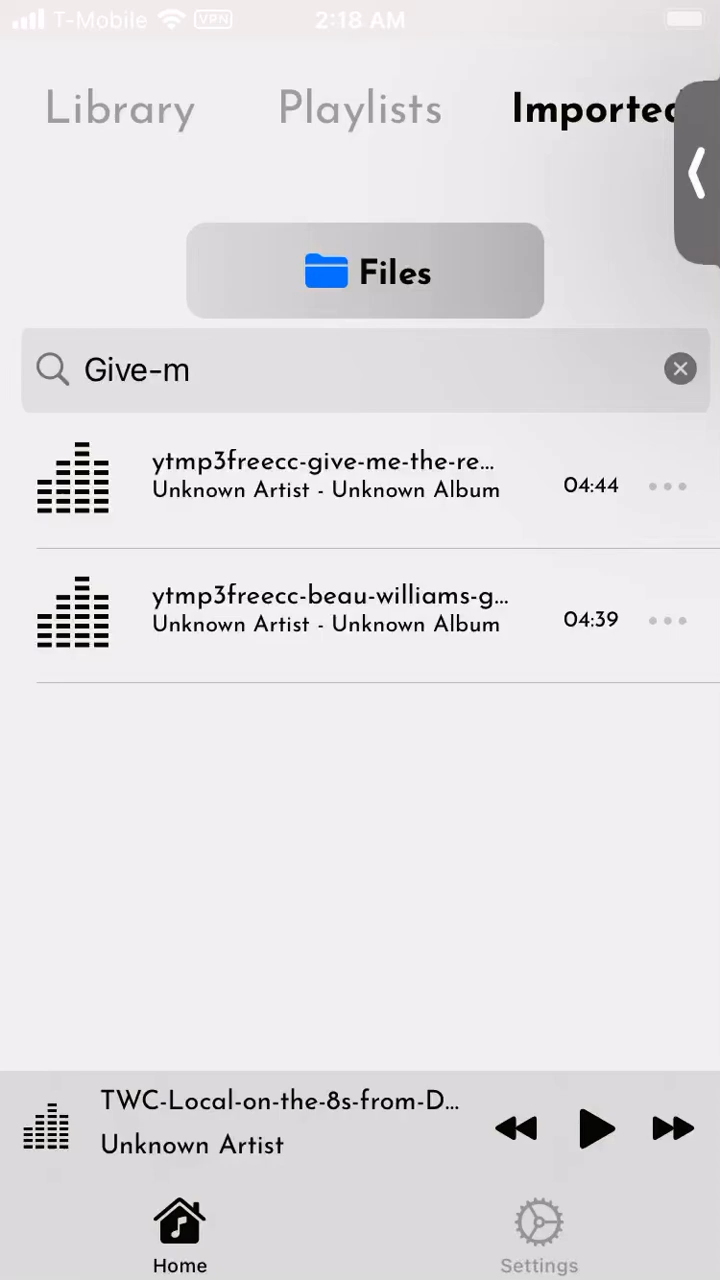 T-Mobile VPN 2:18 AM
Library Playlists Imported
Files
Give-m
ytmp3freecc-give-me-the-re...
Unknown Artist - Unknown Album
04:44
ytmp3freecc-beau-williams-g...
Unknown Artist - Unknown Album
04:39
TWC-Local-on-the-8s-from-D...
Unknown Artist
Home Settings